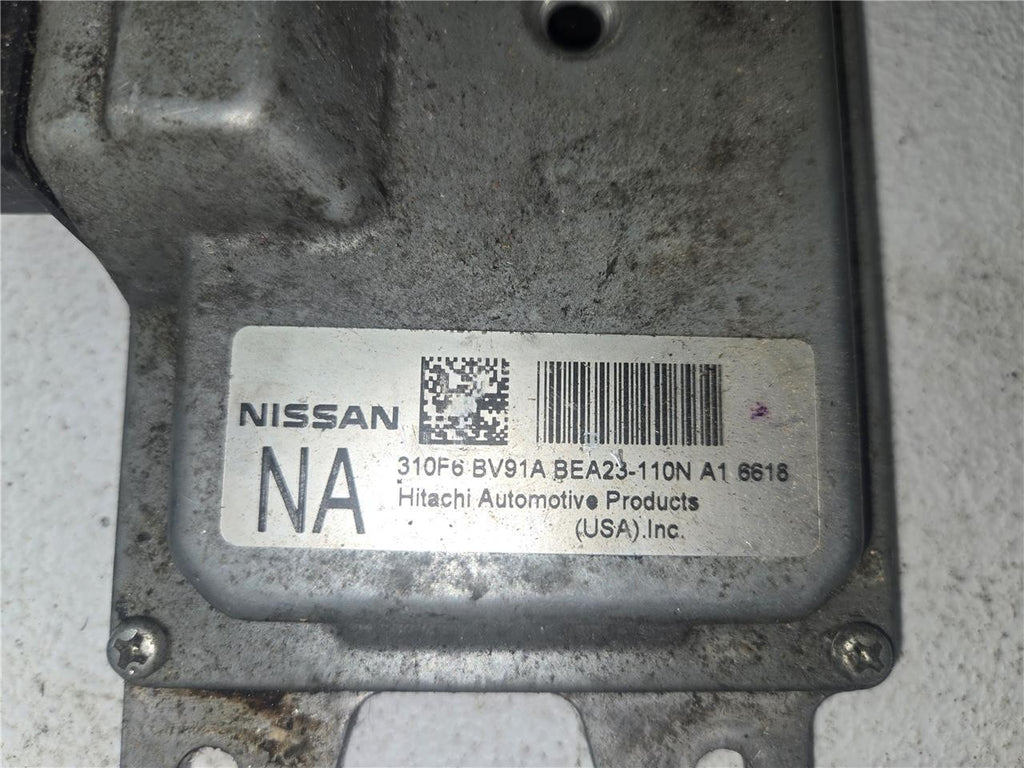 NISSAN
NA
310F6 BV91A BEA23-110N A1 6618
Hitachi Automotive Products
(USA).Inc.